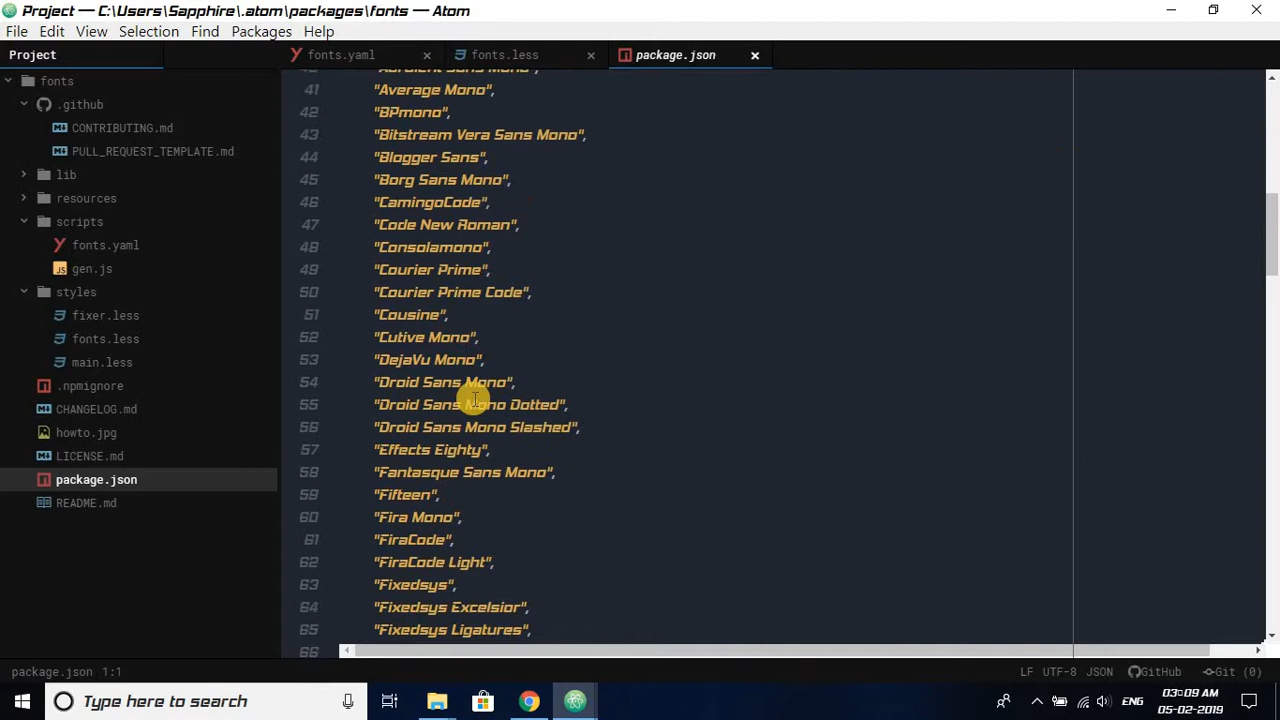 Project — C:\Users\Sapphire\.atom\packages\fonts — Atom
File Edit View Selection Find Packages Help
Project
fonts.yaml
fonts.less
package.json
fonts
.github
CONTRIBUTING.md
PULL_REQUEST_TEMPLATE.md
lib
resources
scripts
fonts.yaml
gen.js
styles
fixer.less
fonts.less
main.less
.npmignore
CHANGELOG.md
howto.jpg
LICENSE.md
package.json
README.md
41 "Average Mono",
42 "BPmono",
43 "Bitstream Vera Sans Mono",
44 "Blogger Sans",
45 "Borg Sans Mono",
46 "CamingoCode",
47 "Code New Roman",
48 "Consolamono",
49 "Courier Prime",
50 "Courier Prime Code",
51 "Cousine",
52 "Cutive Mono",
53 "DejaVu Mono",
54 "Droid Sans Mono",
55 "Droid Sans Mono Dotted",
56 "Droid Sans Mono Slashed",
57 "Effects Eighty",
58 "Fantasque Sans Mono",
59 "Fifteen",
60 "Fira Mono",
61 "FiraCode",
62 "FiraCode Light",
63 "Fixedsys",
64 "Fixedsys Excelsior",
65 "Fixedsys Ligatures",
66
package.json 1:1
LF UTF-8 JSON GitHub Git (0)
Type here to search
ENG
03:09 AM
05-02-2019